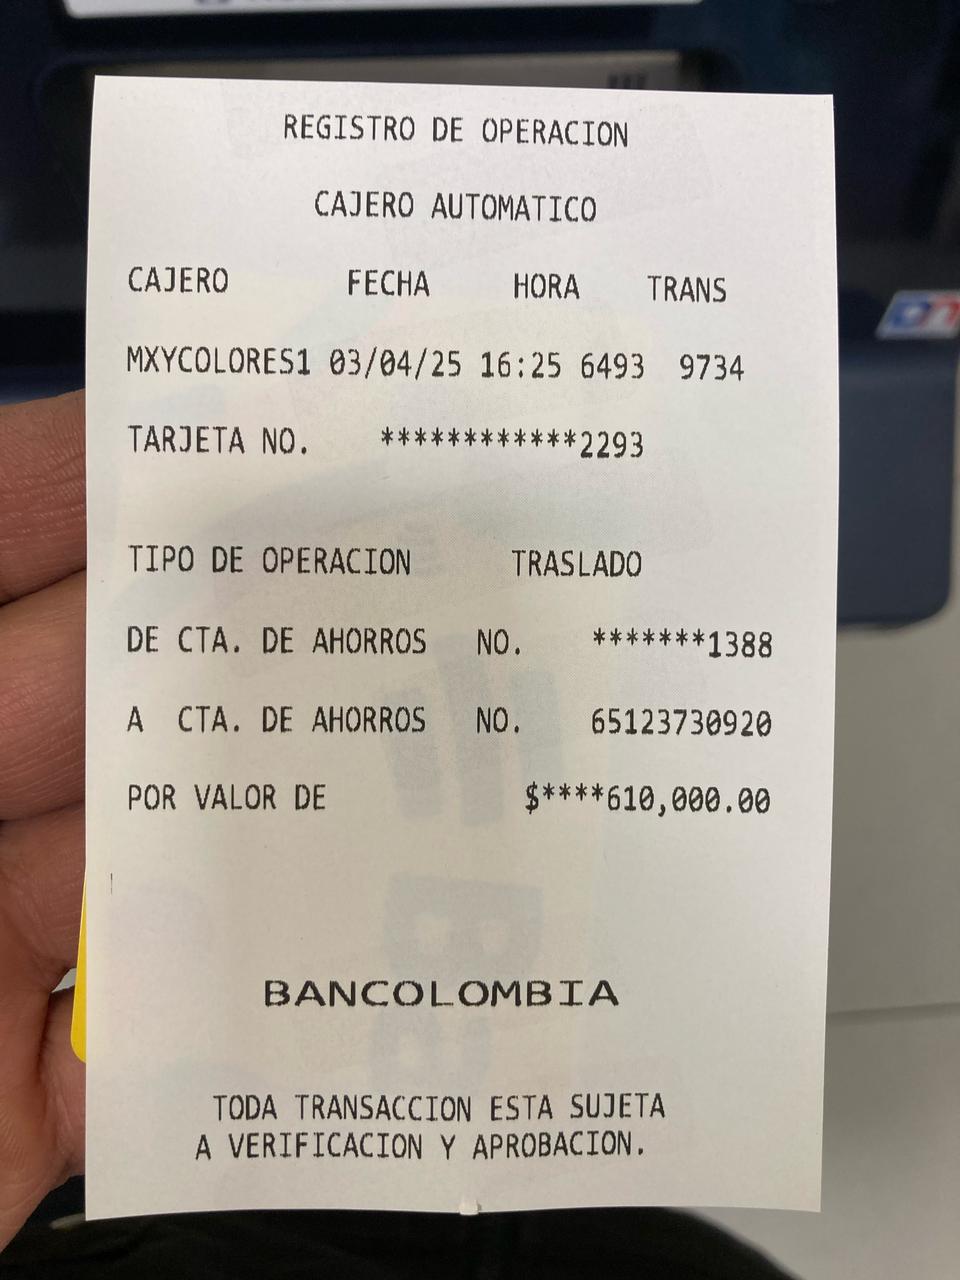 REGISTRO DE OPERACION
CAJERO AUTOMATICO
CAJERO FECHA HORA TRANS
MXYCOLORES1 03/04/25 16:25 6493 9734
TARJETA NO. ************2293
TIPO DE OPERACION TRASLADO
DE CTA. DE AHORROS NO. *******1388
A CTA. DE AHORROS NO. 65123730920
POR VALOR DE $****610,000.00
BANCOLOMBIA
TODA TRANSACCION ESTA SUJETA
A VERIFICACION Y APROBACION.